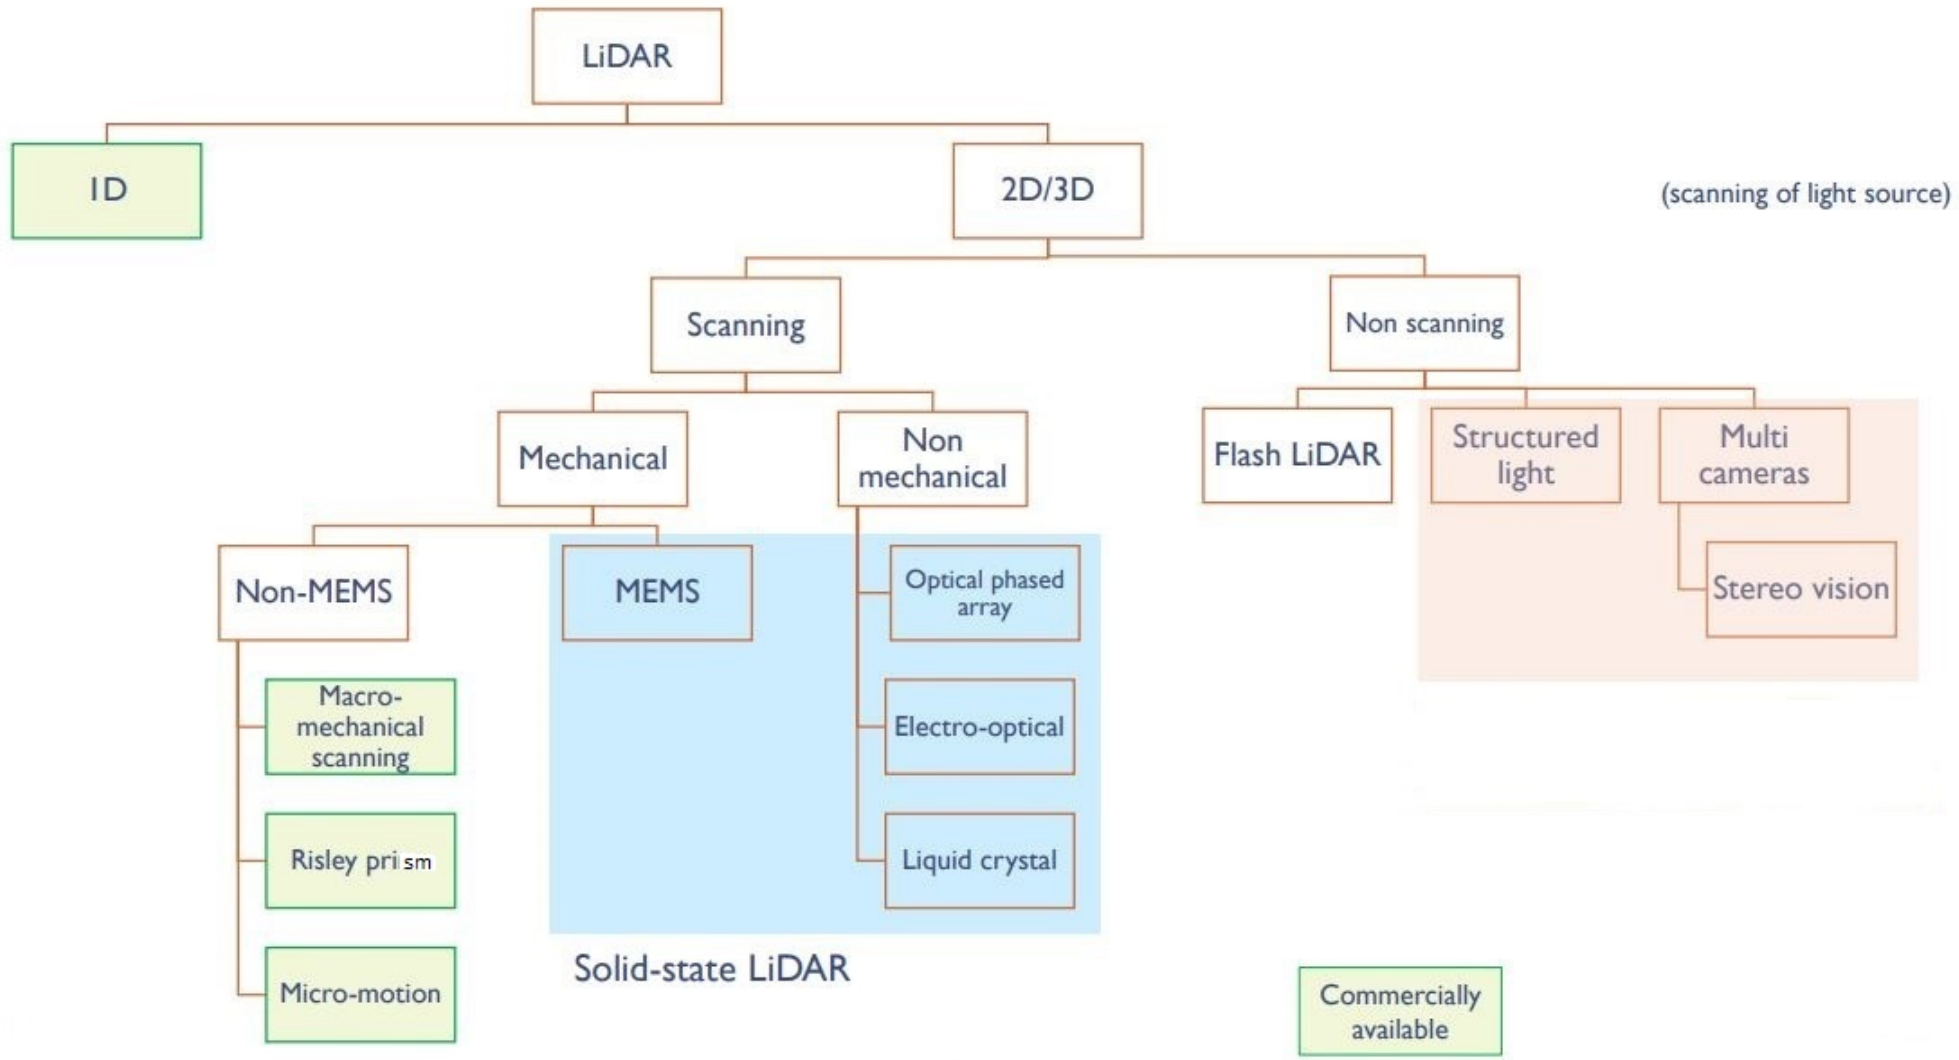 LiDAR
1D
2D/3D
(scanning of light source)
Scanning
Non scanning
Mechanical
Non
mechanical
Flash LiDAR
Structured
light
Multi
cameras
Non-MEMS
MEMS
Optical phased
array
Stereo vision
Macro-
mechanical
scanning
Electro-optical
Risley prism
Liquid crystal
Solid-state LiDAR
Micro-motion
Commercially
available